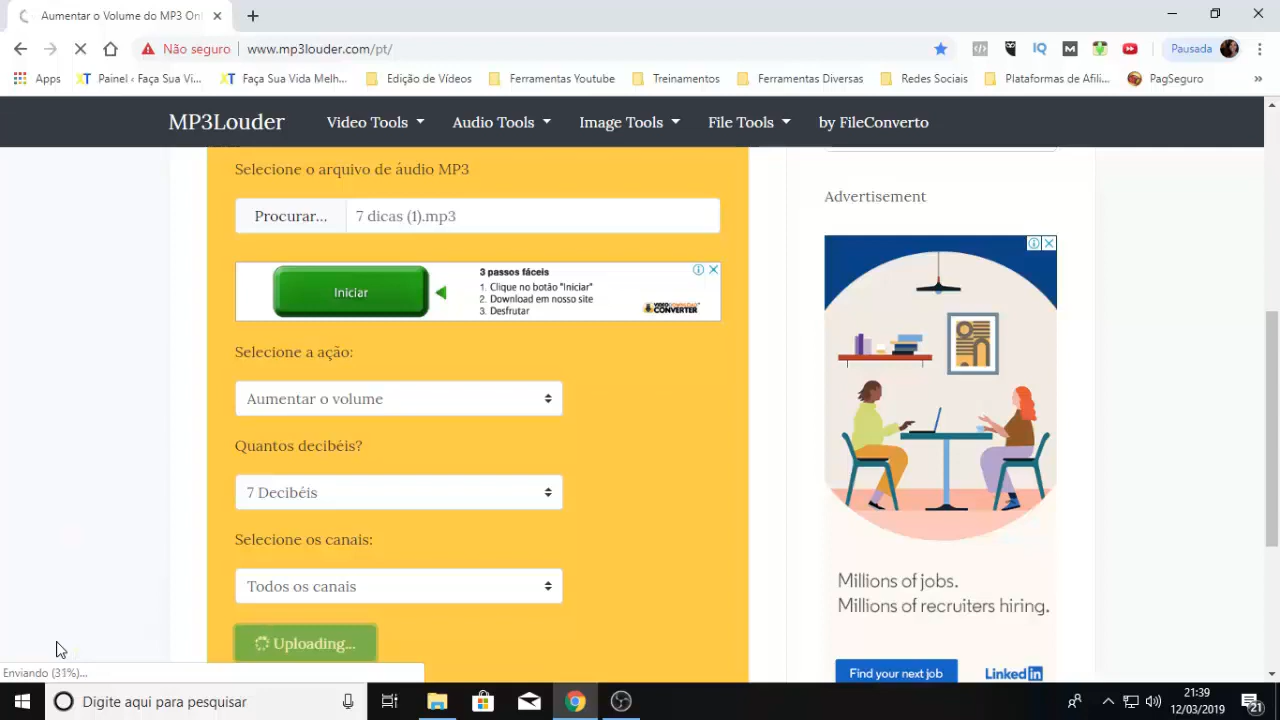 Aumentar o Volume do MP3 Onl
Não seguro
www.mp3louder.com/pt/
IQ
M
Pausada
Apps
Painel ‹ Faça Sua Vi...
Faça Sua Vida Melh...
Edição de Vídeos
Ferramentas Youtube
Treinamentos
Ferramentas Diversas
Redes Sociais
Plataformas de Afili...
PagSeguro
»
MP3Louder
Video Tools
Audio Tools
Image Tools
File Tools
by FileConverto
Selecione o arquivo de áudio MP3
Procurar...
7 dicas (1).mp3
Iniciar
3 passos fáceis
1. Clique no botão "Iniciar"
2. Download em nosso site
3. Desfrutar
CONVERTER
Selecione a ação:
Aumentar o volume
Quantos decibéis?
7 Decibéis
Selecione os canais:
Todos os canais
Uploading...
Advertisement
Millions of jobs.
Millions of recruiters hiring.
Find your next job
LinkedIn
Enviando (31%)...
Digite aqui para pesquisar
21:39
12/03/2019
21